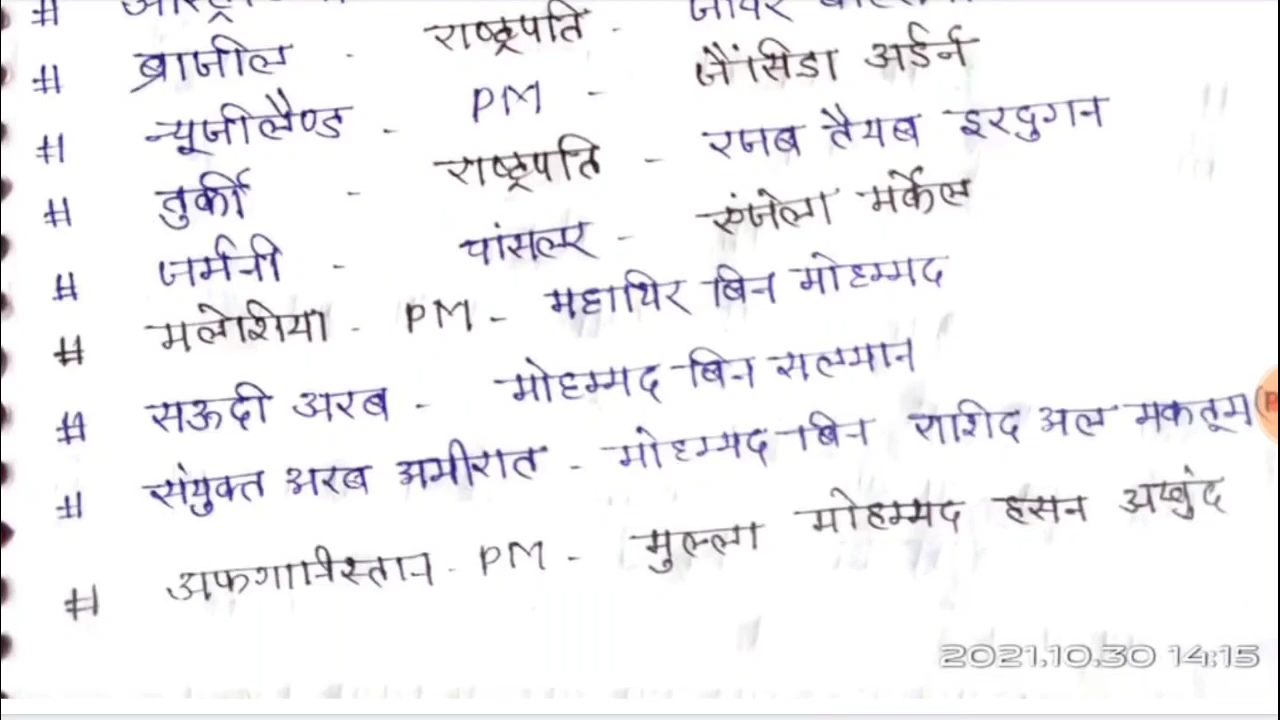 # ब्राजील - राष्ट्रपति -
# न्यूजीलैण्ड - PM - जैसिंडा अर्डर्न
# तुर्की - राष्ट्रपति - रजब तैयब इरदुगन
# जर्मनी - चांसलर - एंजेला मर्केल
# मलेशिया - PM - महाथिर बिन मोहम्मद
# सऊदी अरब - मोहम्मद बिन सलमान
# संयुक्त अरब अमीरात - मोहम्मद बिन राशिद अल मकतूम
# अफगानिस्तान - PM - मुल्ला मोहम्मद हसन अखुंद
2021.10.30 14:15